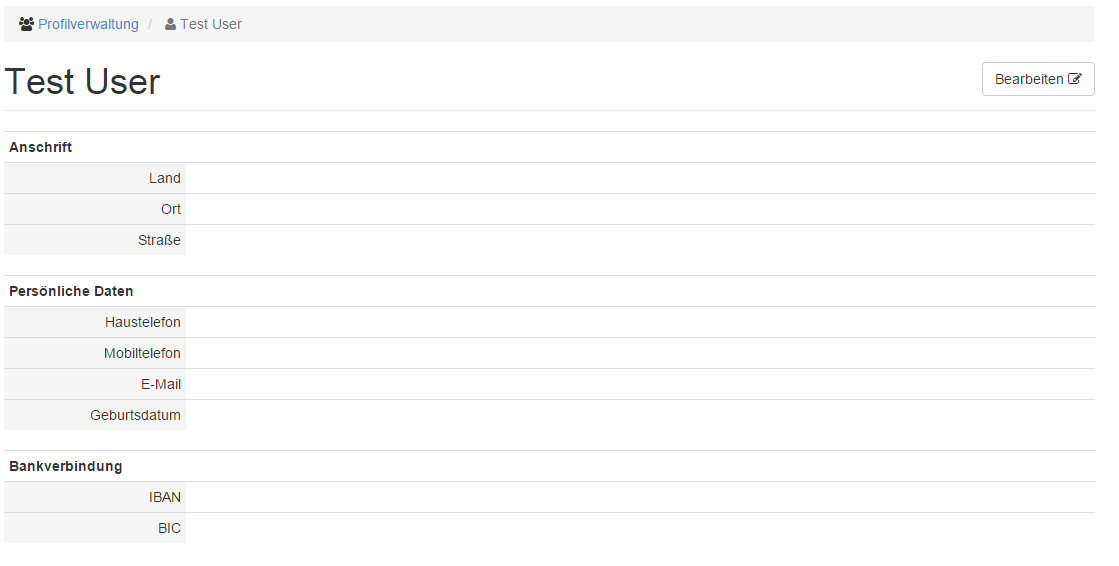 Profilverwaltung / Test User
Test User
Bearbeiten
Anschrift
Land
Ort
Straße
Persönliche Daten
Haustelefon
Mobiltelefon
E-Mail
Geburtsdatum
Bankverbindung
IBAN
BIC